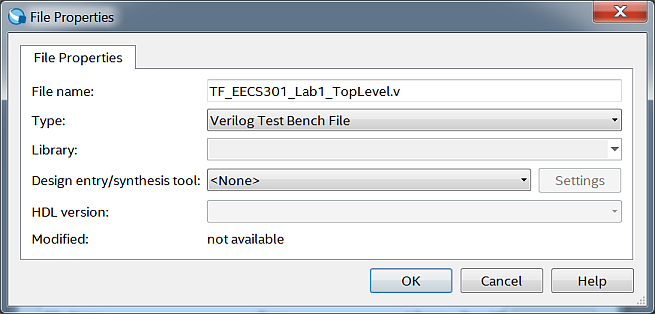 File Properties
File Properties
File name: TF_EECS301_Lab1_TopLevel.v
Type: Verilog Test Bench File
Library:
Design entry/synthesis tool: <None> Settings
HDL version:
Modified: not available
OK Cancel Help